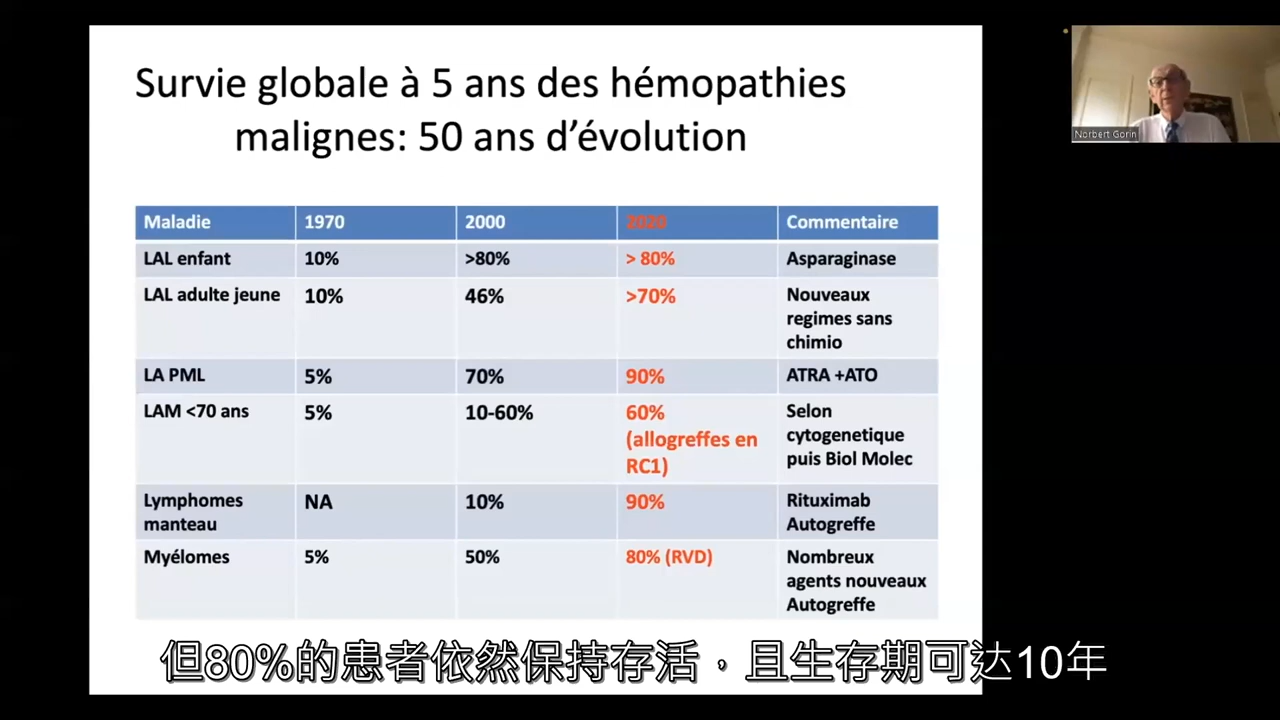 Survie globale à 5 ans des hémopathies
malignes: 50 ans d’évolution
Maladie 1970 2000 2020 Commentaire
LAL enfant 10% >80% > 80% Asparaginase
LAL adulte jeune 10% 46% >70% Nouveaux
regimes sans
chimio
LA PML 5% 70% 90% ATRA +ATO
LAM <70 ans 5% 10-60% 60% Selon
(allogreffes en cytogenetique
RC1) puis Biol Molec
Lymphomes NA 10% 90% Rituximab
manteau Autogreffe
Myélomes 5% 50% 80% (RVD) Nombreux
agents nouveaux
Autogreffe
Norbert Gorin
但80%的患者依然保持存活，且生存期可达10年